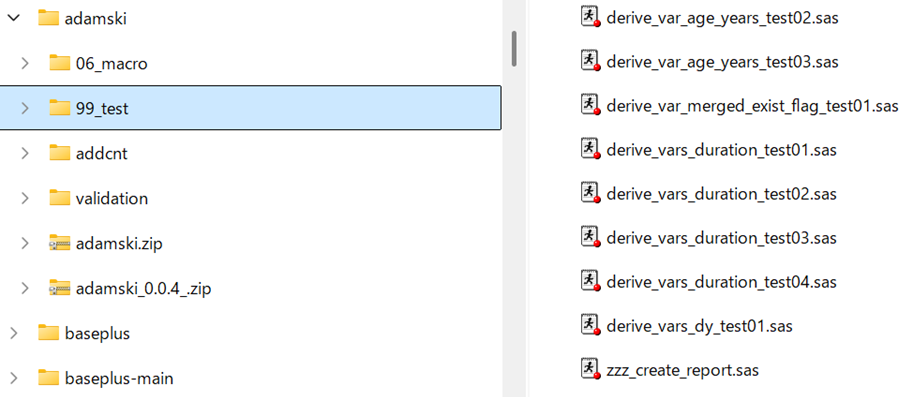 adamski
06_macro
99_test
addcnt
validation
adamski.zip
adamski_0.0.4_.zip
baseplus
baseplus-main
derive_var_age_years_test02.sas
derive_var_age_years_test03.sas
derive_var_merged_exist_flag_test01.sas
derive_vars_duration_test01.sas
derive_vars_duration_test02.sas
derive_vars_duration_test03.sas
derive_vars_duration_test04.sas
derive_vars_dy_test01.sas
zzz_create_report.sas